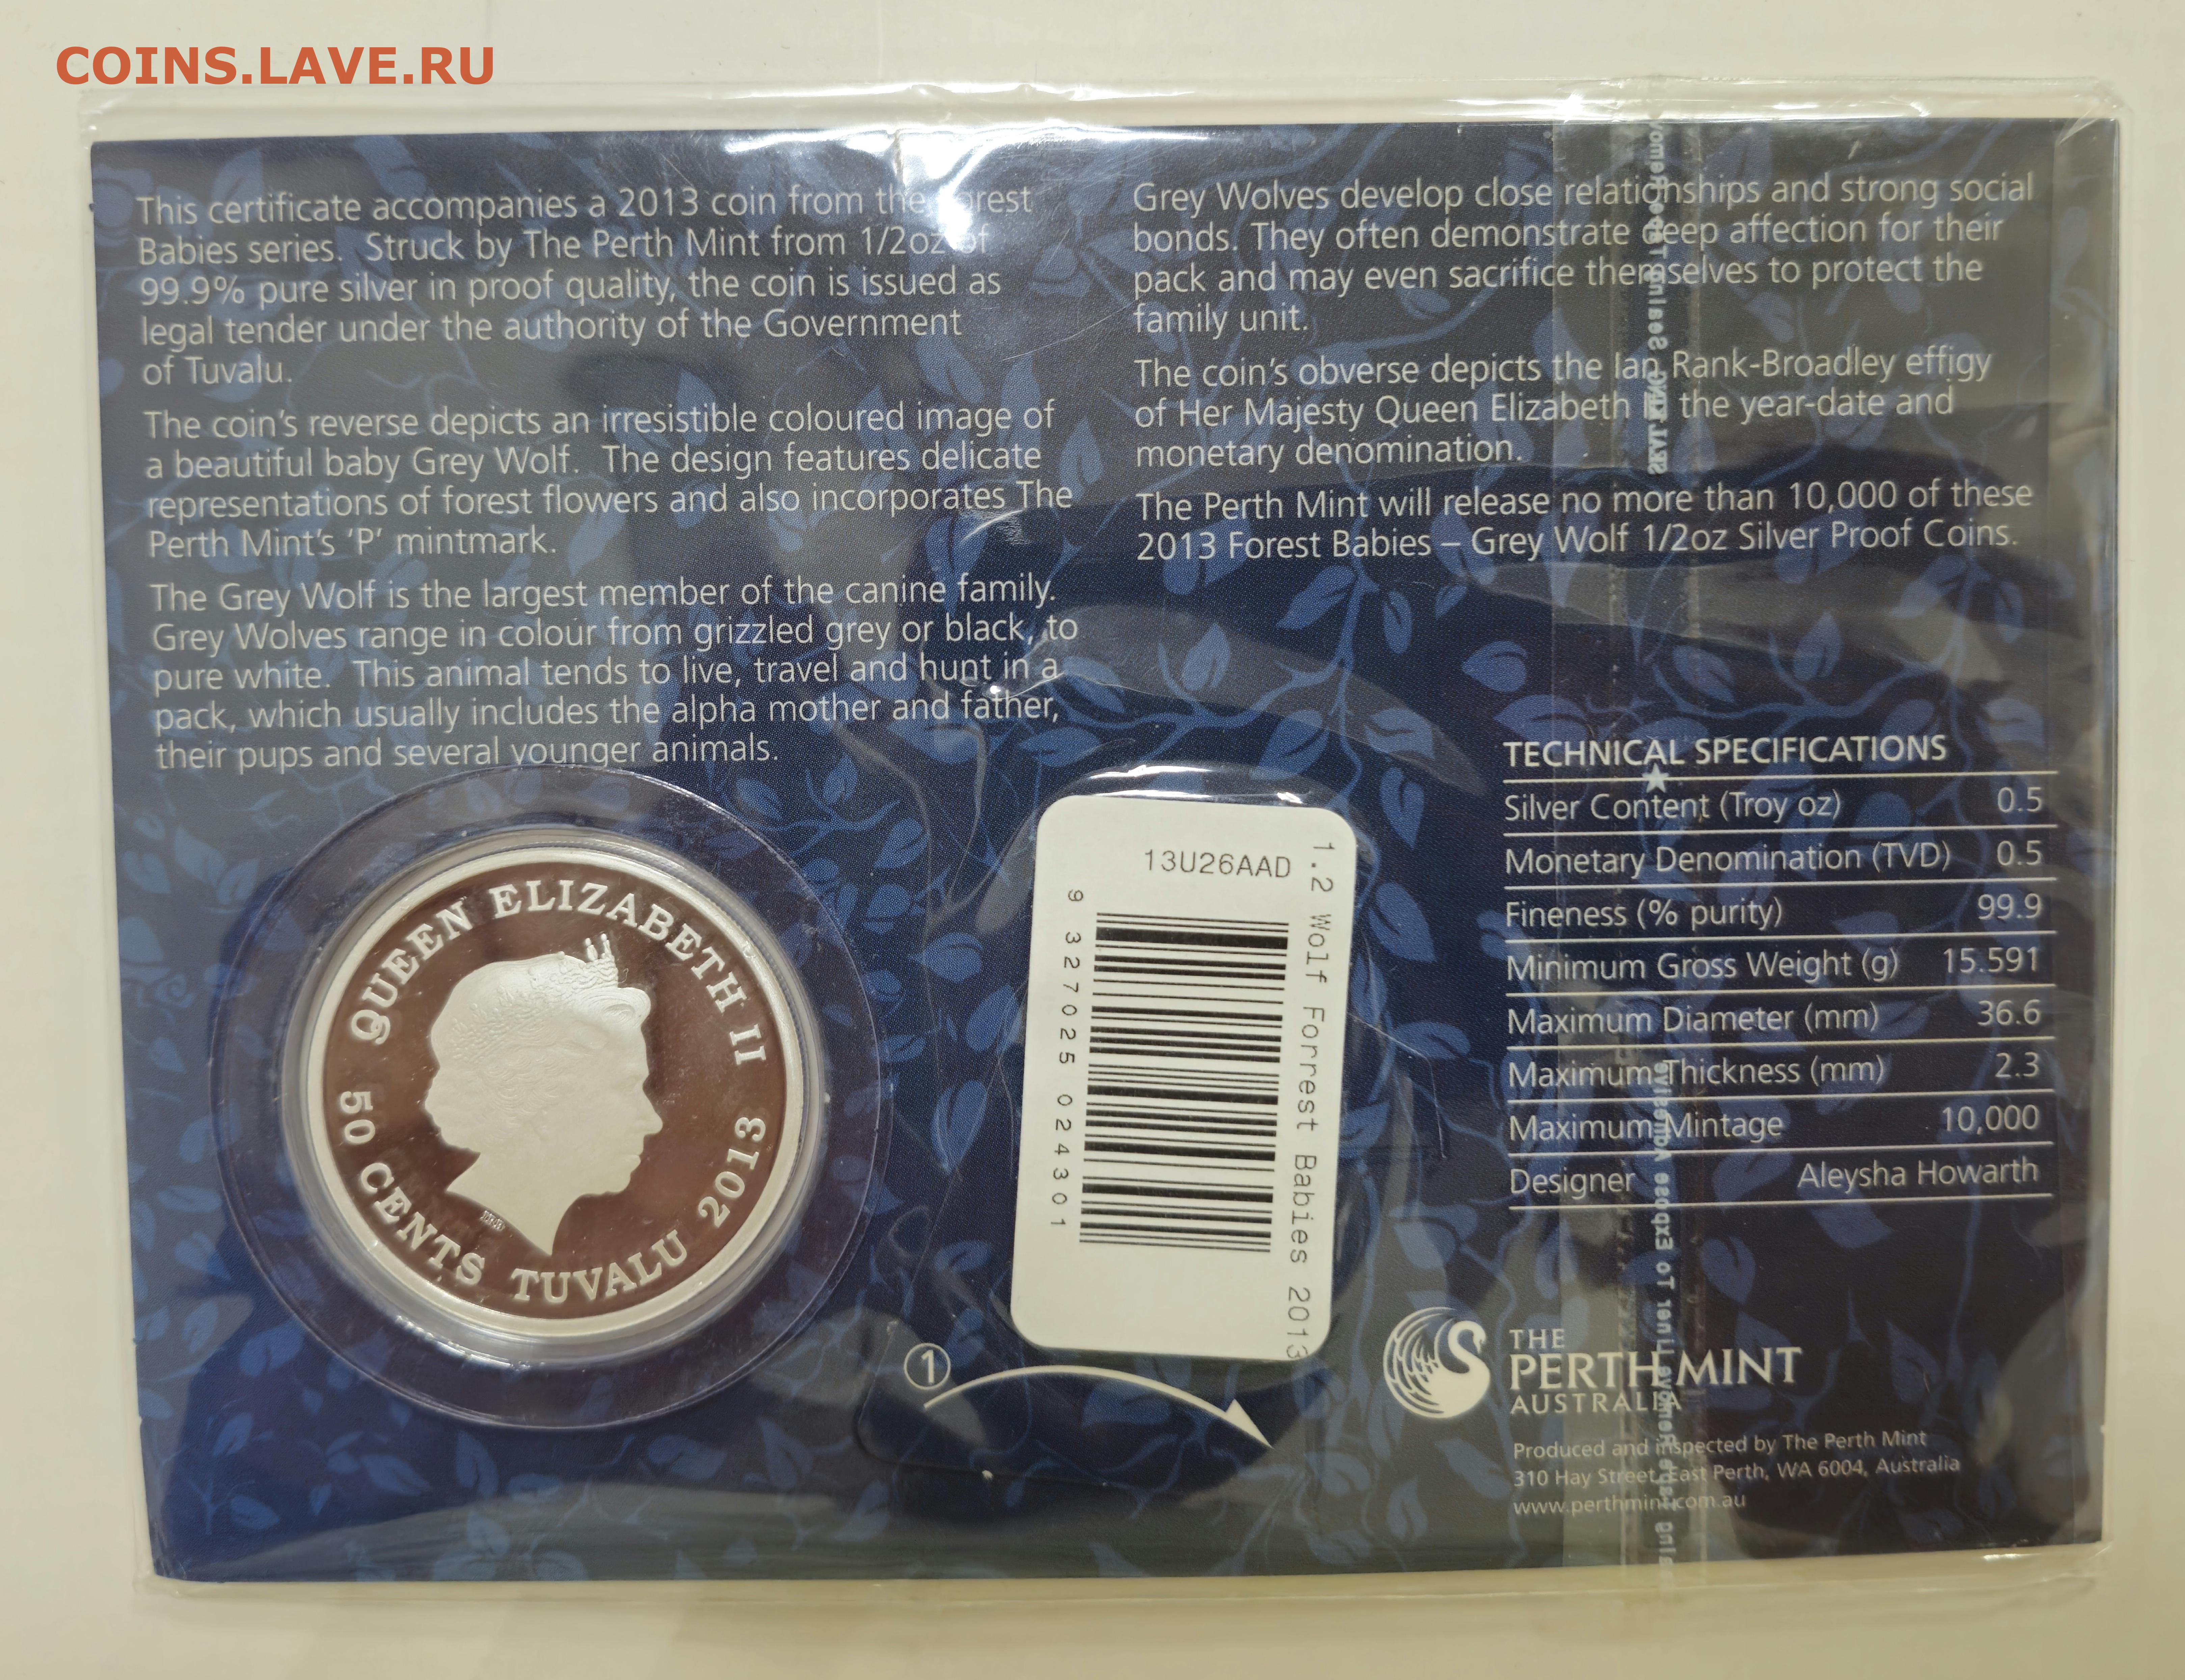 COINS.LAVE.RU
This certificate accompanies a 2013 coin from the Forest
Babies series. Struck by The Perth Mint from 1/2oz of
99.9% pure silver in proof quality, the coin is issued as
legal tender under the authority of the Government
of Tuvalu.
The coin's reverse depicts an irresistible coloured image of
a beautiful baby Grey Wolf. The design features delicate
representations of forest flowers and also incorporates The
Perth Mint's 'P' mintmark.
The Grey Wolf is the largest member of the canine family.
Grey Wolves range in colour from grizzled grey or black, to
pure white. This animal tends to live, travel and hunt in a
pack, which usually includes the alpha mother and father,
their pups and several younger animals.
Grey Wolves develop close relationships and strong social
bonds. They often demonstrate deep affection for their
pack and may even sacrifice themselves to protect the
family unit.
The coin's obverse depicts the Ian Rank-Broadley effigy
of Her Majesty Queen Elizabeth II, the year-date and
monetary denomination.
The Perth Mint will release no more than 10,000 of these
2013 Forest Babies – Grey Wolf 1/2oz Silver Proof Coins.
QUEEN ELIZABETH II
50 CENTS TUVALU 2013
IRB
13U26AAD
9 327025 024301
1.2 Wolf Forrest Babies 2013
1
TECHNICAL SPECIFICATIONS
Silver Content (Troy oz) 0.5
Monetary Denomination (TVD) 0.5
Fineness (% purity) 99.9
Minimum Gross Weight (g) 15.591
Maximum Diameter (mm) 36.6
Maximum Thickness (mm) 2.3
Maximum Mintage 10,000
Designer Aleysha Howarth
THE
PERTH MINT
AUSTRALIA
Produced and inspected by The Perth Mint
310 Hay Street, East Perth, WA 6004, Australia
www.perthmint.com.au
To Expose Adhesive